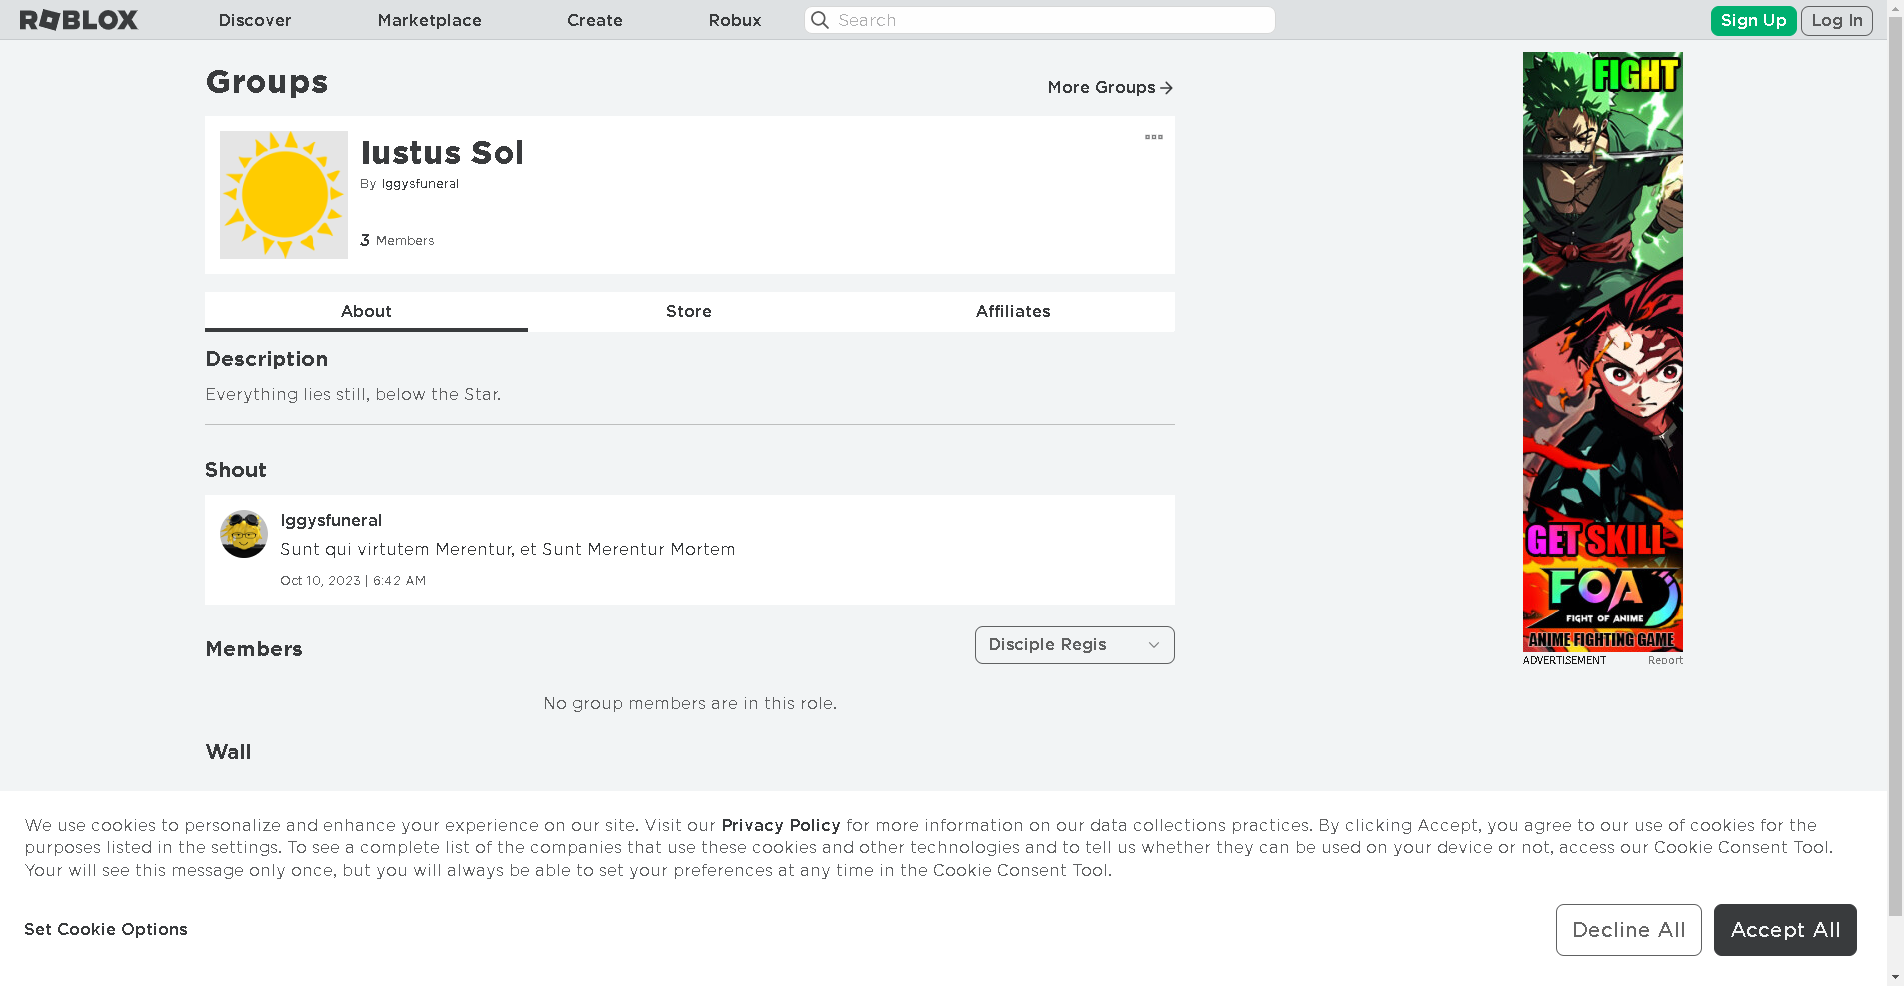 ROBLOX
Discover
Marketplace
Create
Robux
Search
Sign Up
Log In
Groups
More Groups
Iustus Sol
By Iggysfuneral
3 Members
About
Store
Affiliates
Description
Everything lies still, below the Star.
Shout
Iggysfuneral
Sunt qui virtutem Merentur, et Sunt Merentur Mortem
Oct 10, 2023 | 6:42 AM
Members
Disciple Regis
No group members are in this role.
Wall
FIGHT
GET SKILL
FOA
FIGHT OF ANIME
ANIME FIGHTING GAME
ADVERTISEMENT
Report
We use cookies to personalize and enhance your experience on our site. Visit our Privacy Policy for more information on our data collections practices. By clicking Accept, you agree to our use of cookies for the
purposes listed in the settings. To see a complete list of the companies that use these cookies and other technologies and to tell us whether they can be used on your device or not, access our Cookie Consent Tool.
Your will see this message only once, but you will always be able to set your preferences at any time in the Cookie Consent Tool.
Set Cookie Options
Decline All
Accept All